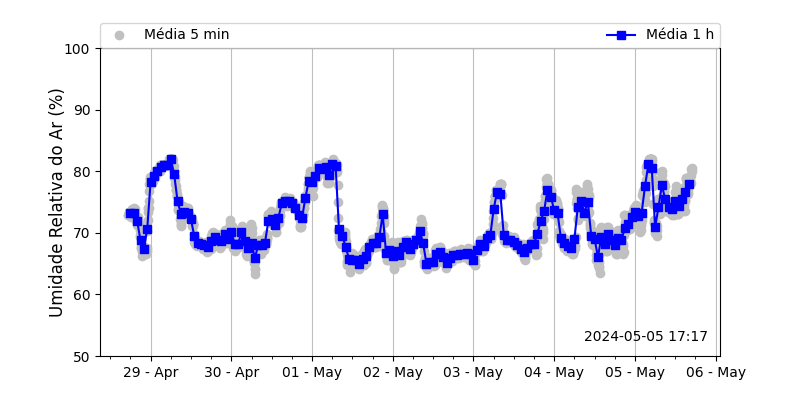 Média 5 min
Média 1 h
Umidade Relativa do Ar (%)
100
90
80
70
60
50
2024-05-05 17:17
29 - Apr
30 - Apr
01 - May
02 - May
03 - May
04 - May
05 - May
06 - May